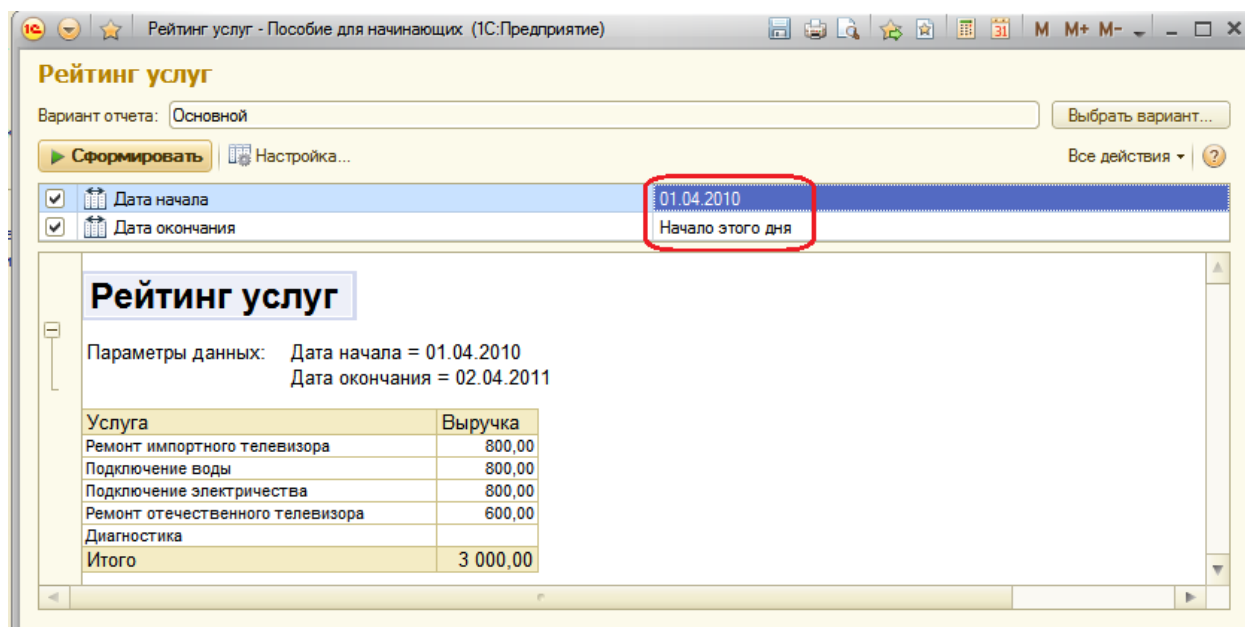 1С Рейтинг услуг - Пособие для начинающих (1С:Предприятие) 31 M M+ M-
Рейтинг услуг
Вариант отчета: Основной Выбрать вариант...
Сформировать Настройка... Все действия ?
Дата начала 01.04.2010
Дата окончания Начало этого дня
Рейтинг услуг
Параметры данных: Дата начала = 01.04.2010
Дата окончания = 02.04.2011
Услуга Выручка
Ремонт импортного телевизора 800,00
Подключение воды 800,00
Подключение электричества 800,00
Ремонт отечественного телевизора 600,00
Диагностика
Итого 3 000,00